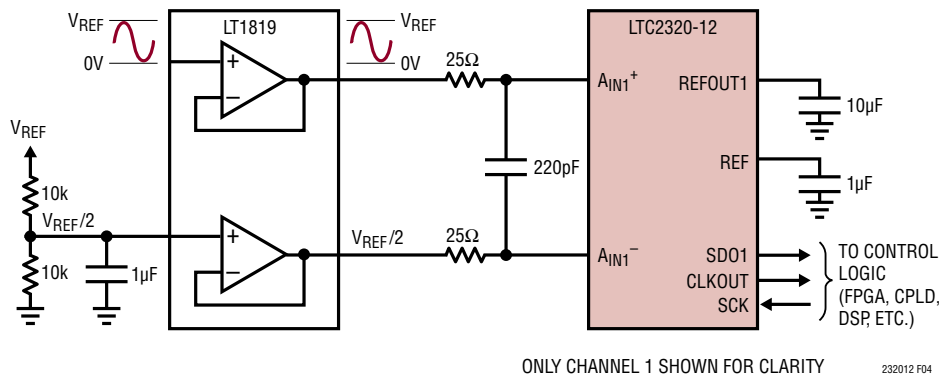 VREF
0V
LT1819
VREF
0V
25Ω
LTC2320-12
AIN1+
REFOUT1
10µF
VREF
10k
VREF/2
10k
1µF
+
–
+
–
VREF/2
220pF
25Ω
REF
1µF
AIN1–
SDO1
CLKOUT
SCK
TO CONTROL
LOGIC
(FPGA, CPLD,
DSP, ETC.)
ONLY CHANNEL 1 SHOWN FOR CLARITY
232012 F04